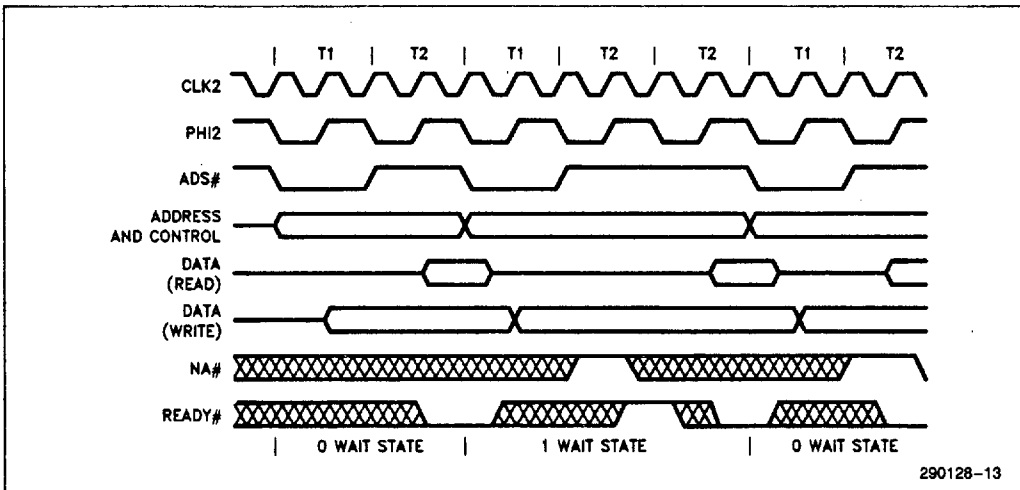 | T1 | T2 | T1 | T2 | T2 | T1 | T2
CLK2
PHI2
ADS#
ADDRESS
AND CONTROL
DATA
(READ)
DATA
(WRITE)
NA#
READY#
| 0 WAIT STATE | 1 WAIT STATE | 0 WAIT STATE
290128-13